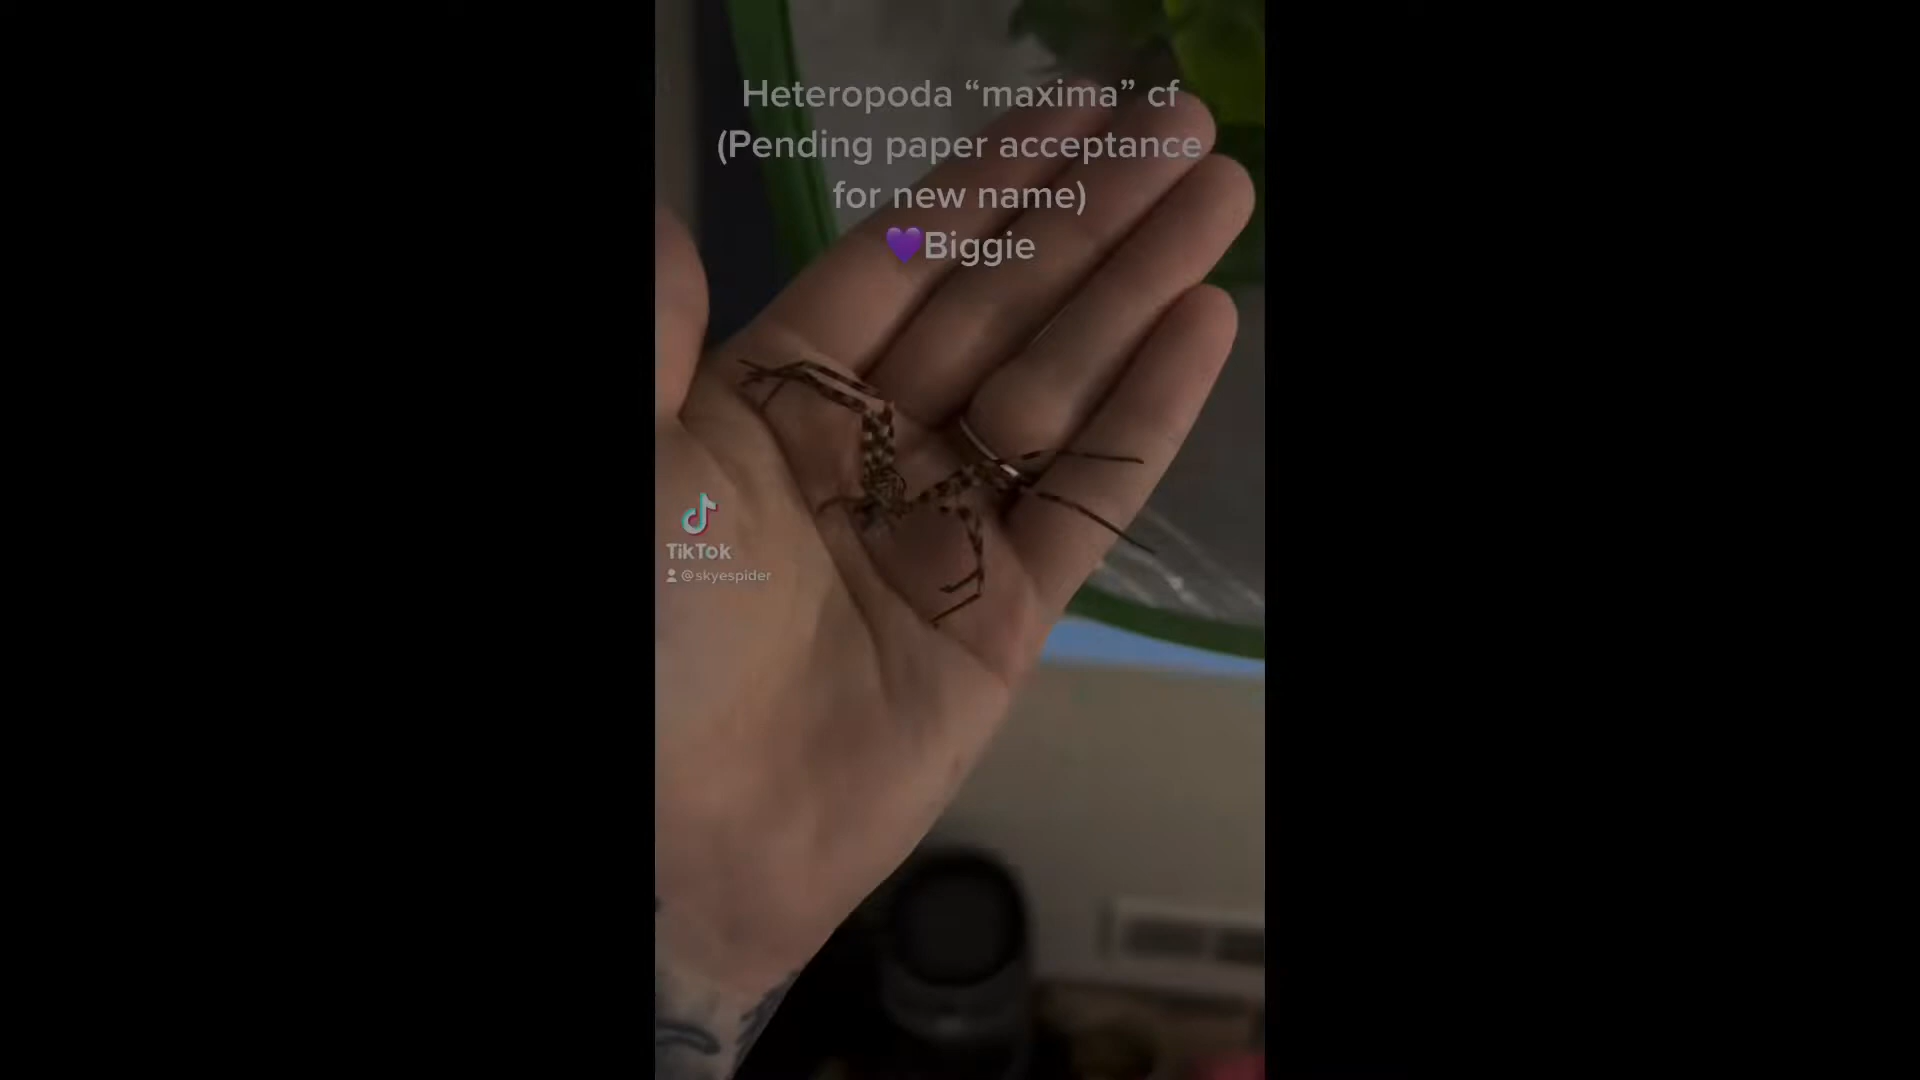 Heteropoda “maxima” cf
(Pending paper acceptance
for new name)
💜Biggie
TikTok
@skyespider